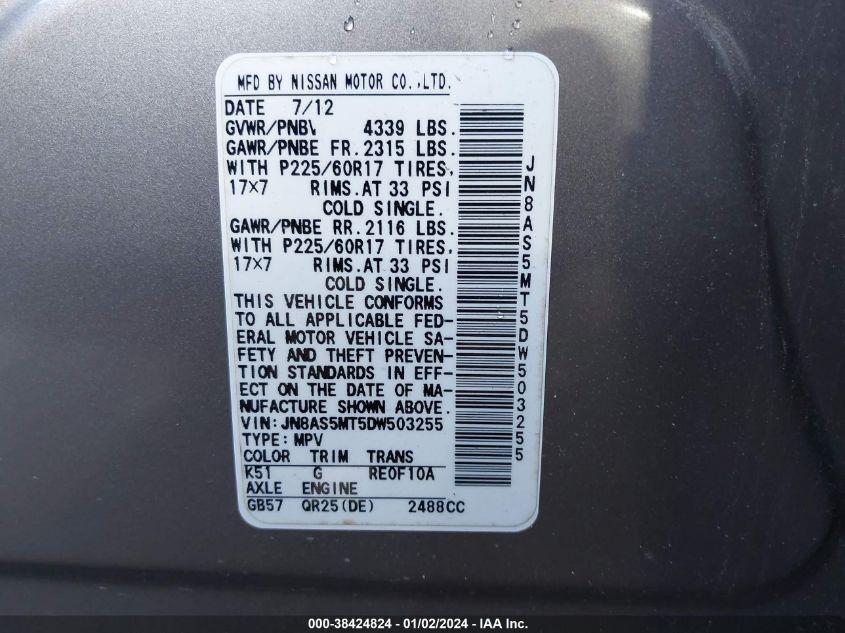 MFD BY NISSAN MOTOR CO.,LTD.
DATE 7/12
GVWR/PNBV 4339 LBS.
GAWR/PNBE FR.2315 LBS.
WITH P225/60R17 TIRES,
17×7 RIMS.AT 33 PSI
COLD SINGLE.
GAWR/PNBE RR.2116 LBS.
WITH P225/60R17 TIRES,
17×7 RIMS.AT 33 PSI
COLD SINGLE.
THIS VEHICLE CONFORMS
TO ALL APPLICABLE FED-
ERAL MOTOR VEHICLE SA-
FETY AND THEFT PREVEN-
TION STANDARDS IN EFF-
ECT ON THE DATE OF MA-
NUFACTURE SHOWN ABOVE.
VIN:JN8AS5MT5DW503255
TYPE:MPV
COLOR TRIM TRANS
K51 G RE0F10A
AXLE ENGINE
GB57 QR25(DE) 2488CC
JN8AS5MT5DW503255
000-38424824 - 01/02/2024 - IAA Inc.